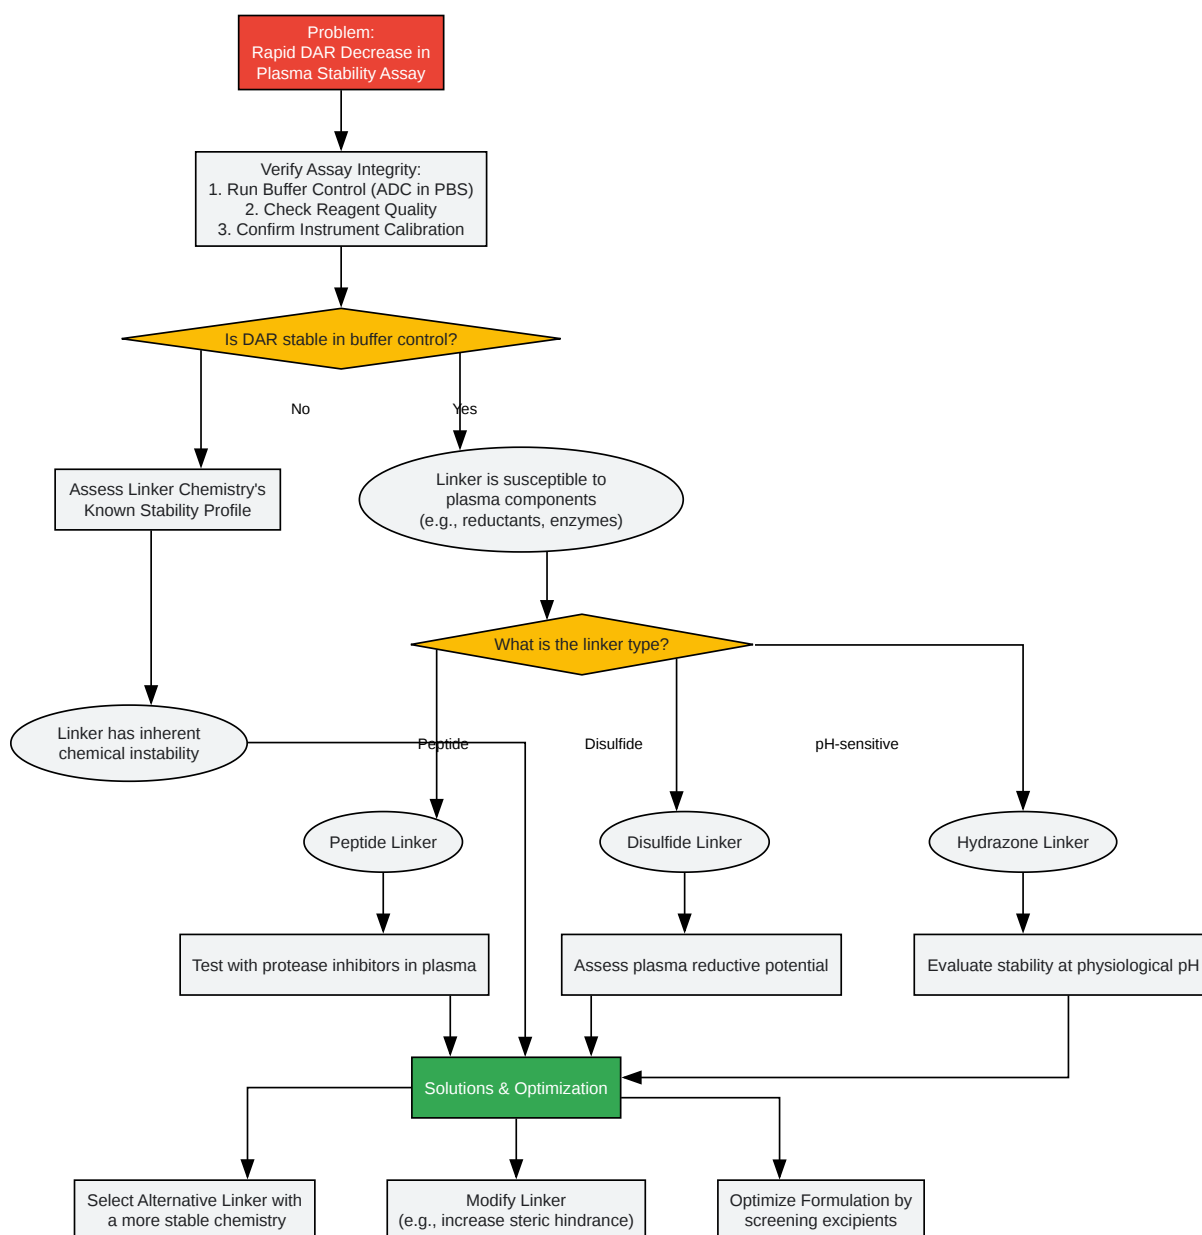 Problem:
Rapid DAR Decrease in
Plasma Stability Assay
Verify Assay Integrity:
1. Run Buffer Control (ADC in PBS)
2. Check Reagent Quality
3. Confirm Instrument Calibration
Is DAR stable in buffer control?
No
Yes
Assess Linker Chemistry's
Known Stability Profile
Linker is susceptible to
plasma components
(e.g., reductants, enzymes)
What is the linker type?
Linker has inherent
chemical instability
Peptide
Disulfide
pH-sensitive
Peptide Linker
Disulfide Linker
Hydrazone Linker
Test with protease inhibitors in plasma
Assess plasma reductive potential
Evaluate stability at physiological pH
Solutions & Optimization
Select Alternative Linker with
a more stable chemistry
Modify Linker
(e.g., increase steric hindrance)
Optimize Formulation by
screening excipients